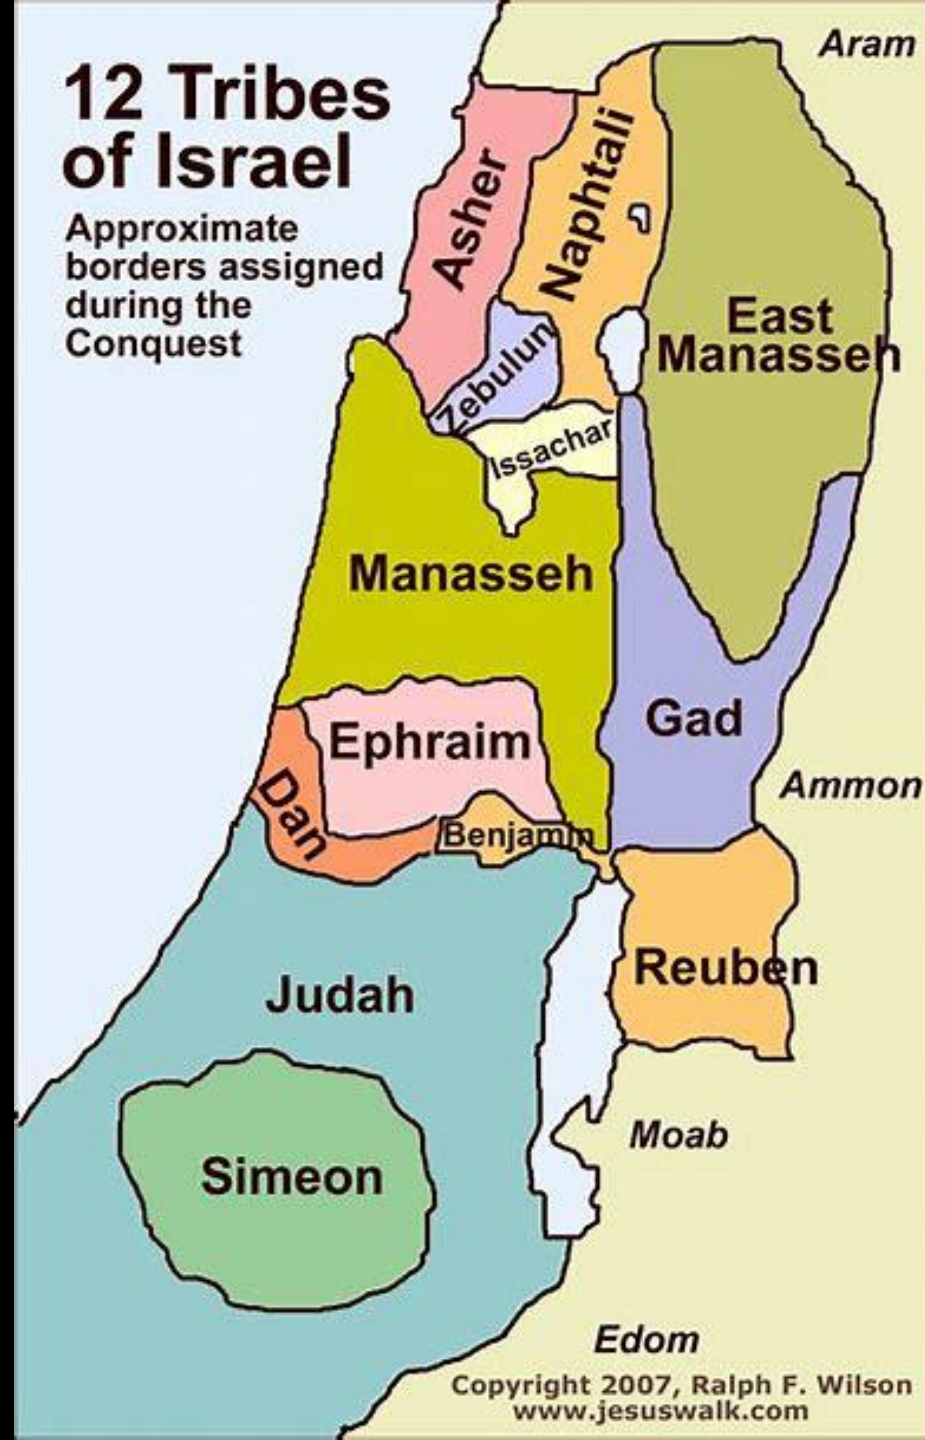 12 Tribes
of Israel
Approximate
borders assigned
during the
Conquest
Aram
Asher
Naphtali
East
Manasseh
Zebulun
Issachar
Manasseh
Gad
Ephraim
Dan
Benjamin
Ammon
Reuben
Judah
Moab
Simeon
Edom
Copyright 2007, Ralph F. Wilson
www.jesuswalk.com